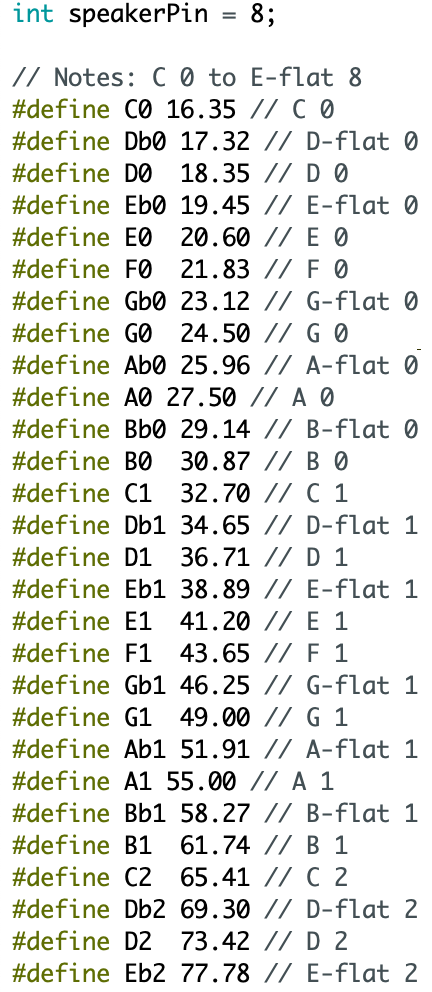 int speakerPin = 8;
// Notes: C 0 to E-flat 8
#define C0 16.35 // C 0
#define Db0 17.32 // D-flat 0
#define D0  18.35 // D 0
#define Eb0 19.45 // E-flat 0
#define E0  20.60 // E 0
#define F0  21.83 // F 0
#define Gb0 23.12 // G-flat 0
#define G0  24.50 // G 0
#define Ab0 25.96 // A-flat 0
#define A0 27.50 // A 0
#define Bb0 29.14 // B-flat 0
#define B0  30.87 // B 0
#define C1  32.70 // C 1
#define Db1 34.65 // D-flat 1
#define D1  36.71 // D 1
#define Eb1 38.89 // E-flat 1
#define E1  41.20 // E 1
#define F1  43.65 // F 1
#define Gb1 46.25 // G-flat 1
#define G1  49.00 // G 1
#define Ab1 51.91 // A-flat 1
#define A1 55.00 // A 1
#define Bb1 58.27 // B-flat 1
#define B1  61.74 // B 1
#define C2  65.41 // C 2
#define Db2 69.30 // D-flat 2
#define D2  73.42 // D 2
#define Eb2 77.78 // E-flat 2